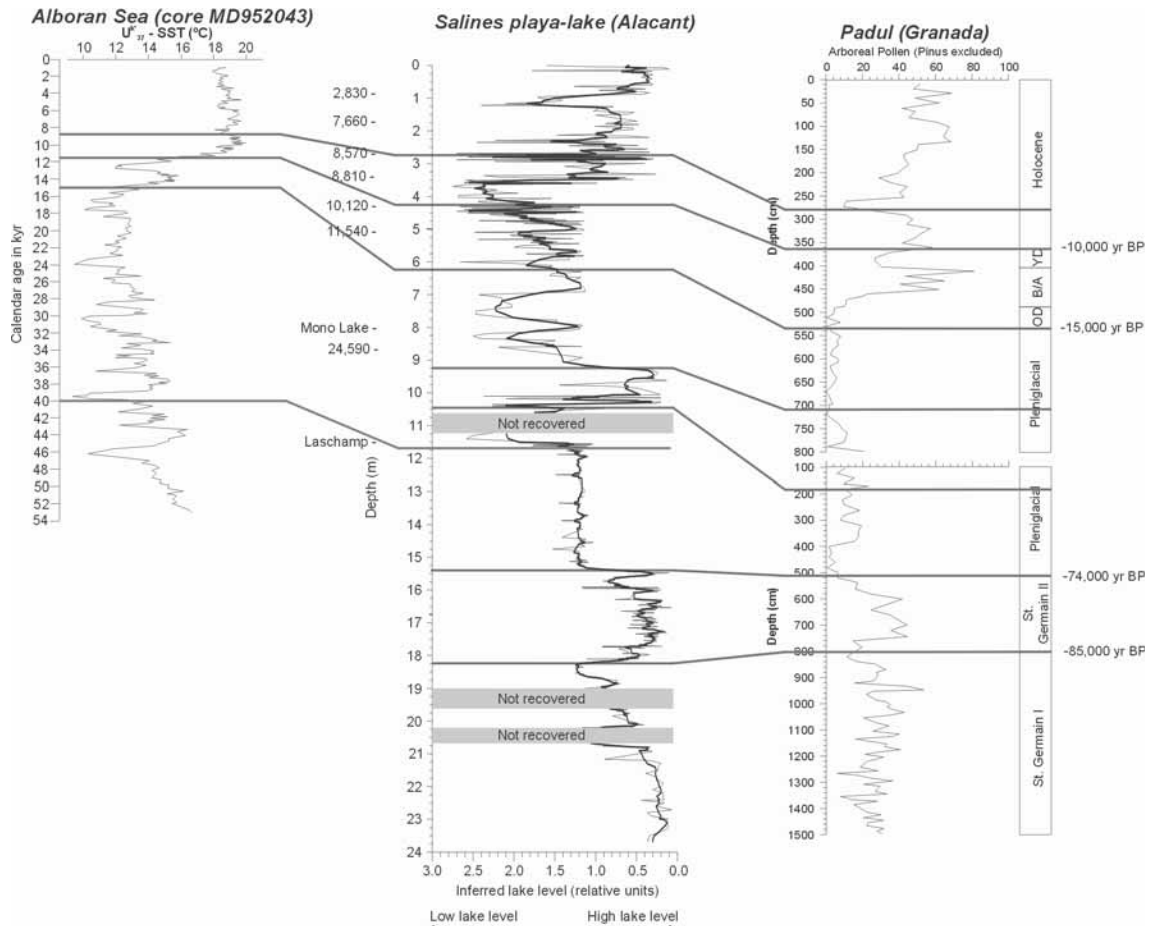 Alboran Sea (core MD952043)
Uᴷ'₃₇ - SST (ºC)
10 12 14 16 18 20
Calendar age in kyr
0
2
4
6
8
10
12
14
16
18
20
22
24
26
28
30
32
34
36
38
40
42
44
46
48
50
52
54
Salines playa-lake (Alacant)
2,830 -
7,660 -
8,570 -
8,810 -
10,120 -
11,540 -
Mono Lake -
24,590 -
Laschamp -
Depth (m)
0
1
2
3
4
5
6
7
8
9
10
11
12
13
14
15
16
17
18
19
20
21
22
23
24
Not recovered
Not recovered
Not recovered
3.0 2.5 2.0 1.5 1.0 0.5 0.0
Inferred lake level (relative units)
Low lake level High lake level
Padul (Granada)
Arboreal Pollen (Pinus excluded)
0 20 40 60 80 100
Depth (cm)
0
50
100
150
200
250
300
350
400
450
500
550
600
650
700
750
800
Depth (cm)
100
200
300
400
500
600
700
800
900
1000
1100
1200
1300
1400
1500
Holocene
YD
B/A
OD
Pleniglacial
Pleniglacial
St.
Germain II
St. Germain I
-10,000 yr BP
-15,000 yr BP
-74,000 yr BP
-85,000 yr BP